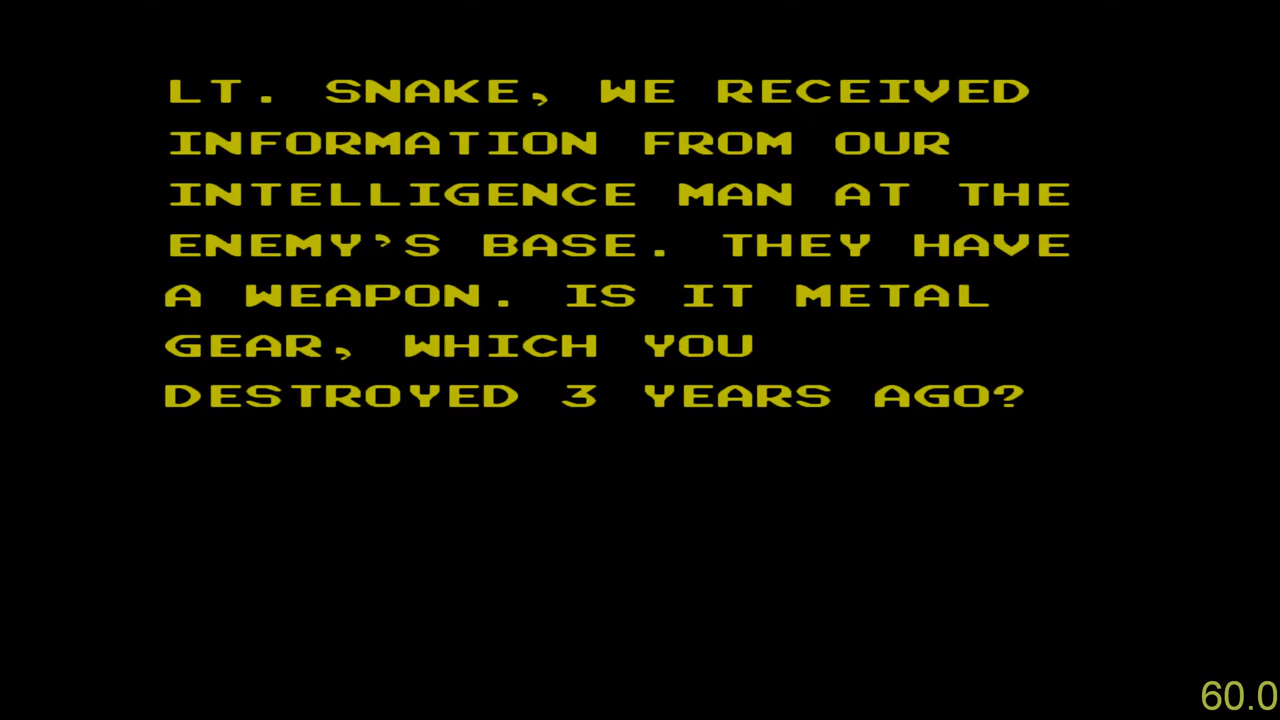 LT. SNAKE, WE RECEIVED
INFORMATION FROM OUR
INTELLIGENCE MAN AT THE
ENEMY'S BASE. THEY HAVE
A WEAPON. IS IT METAL
GEAR, WHICH YOU
DESTROYED 3 YEARS AGO?
60.0